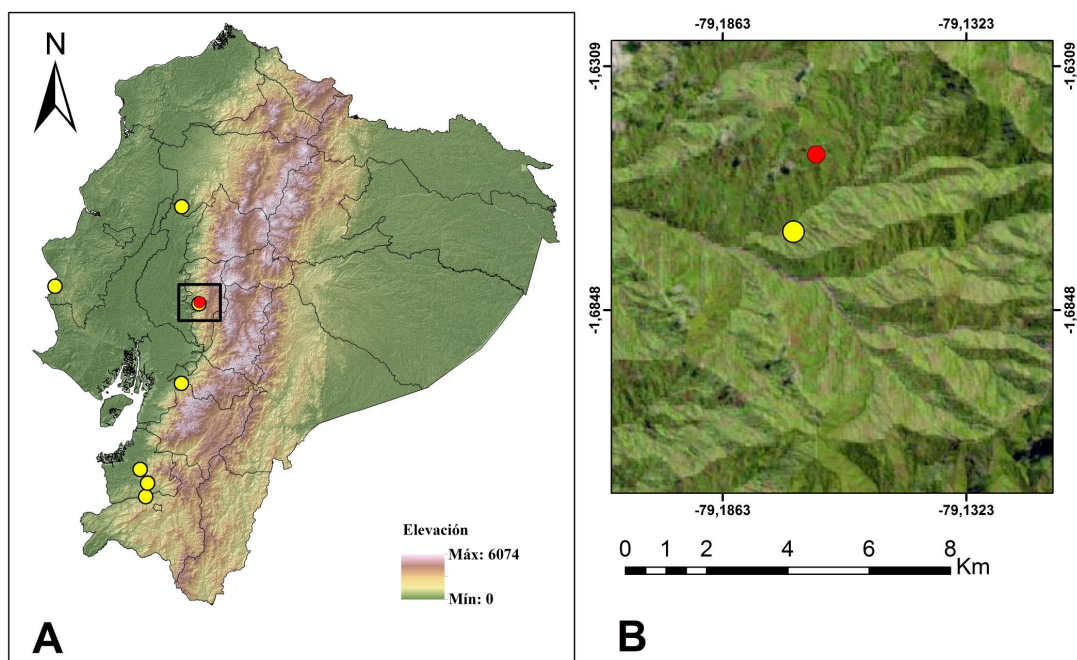 N
Elevación
Máx: 6074
Mín: 0
A
-79,1863 -79,1323
-1,6309 -1,6309
-1,6848 -1,6848
-79,1863 -79,1323
0 1 2 4 6 8
Km
B